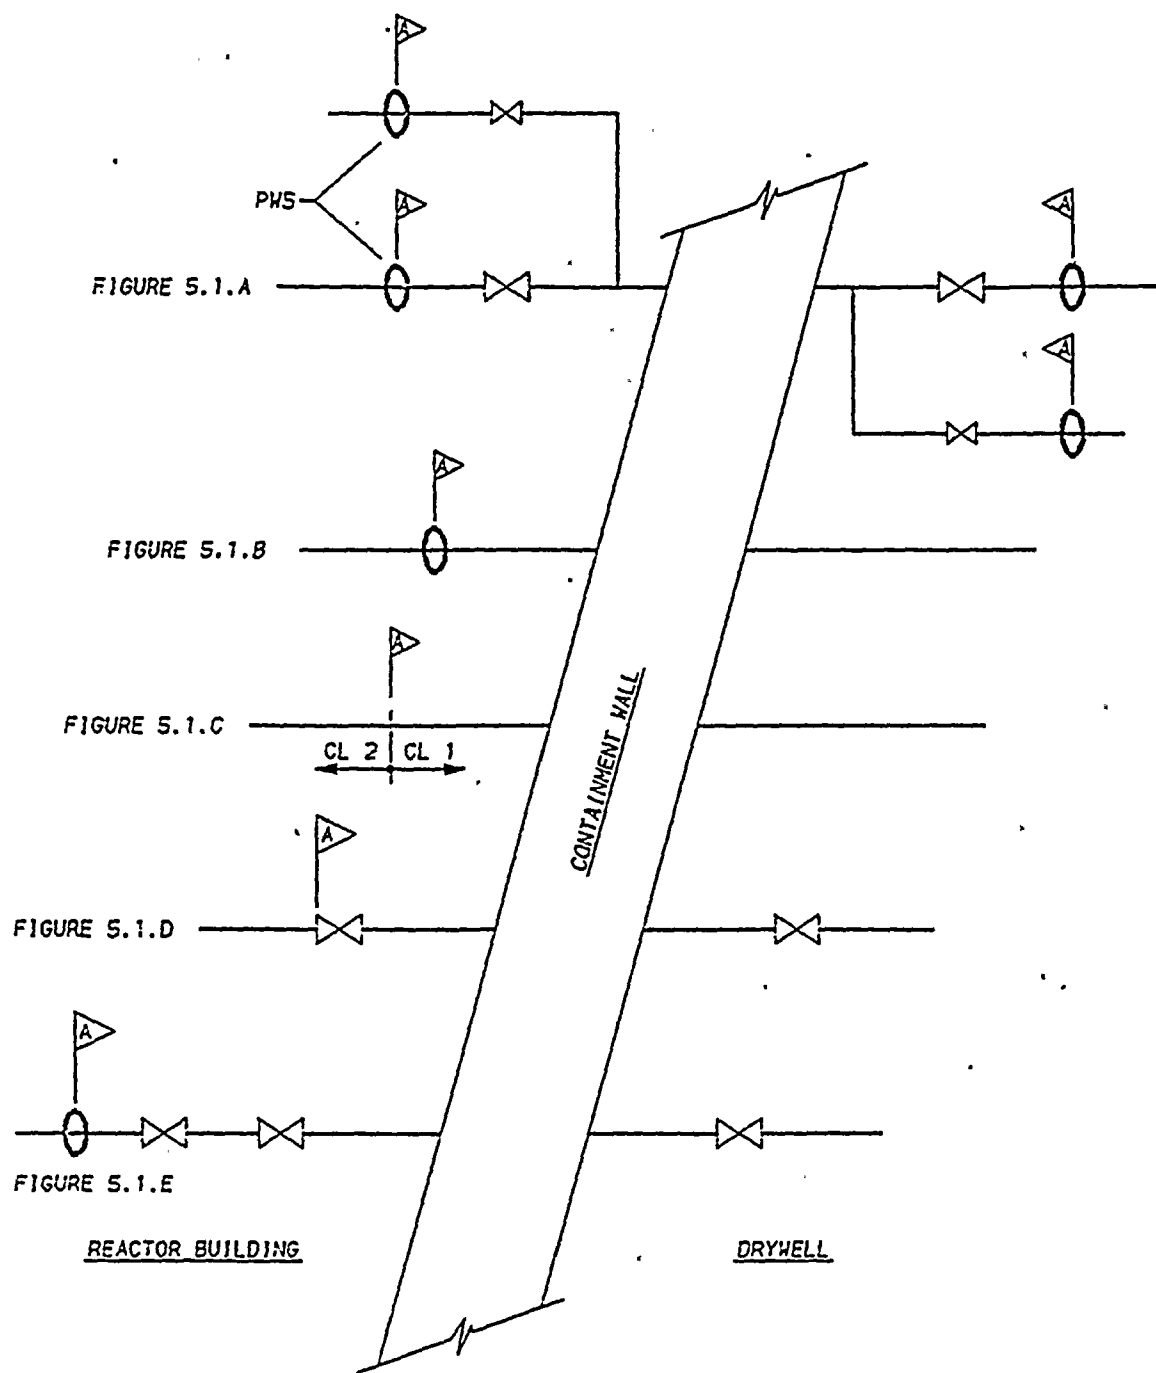 A
PWS
A
A
FIGURE 5.1.A
A
A
FIGURE 5.1.B
A
FIGURE 5.1.C
CL 2 CL 1
CONTAINMENT WALL
A
FIGURE 5.1.D
A
FIGURE 5.1.E
REACTOR BUILDING
DRYWELL